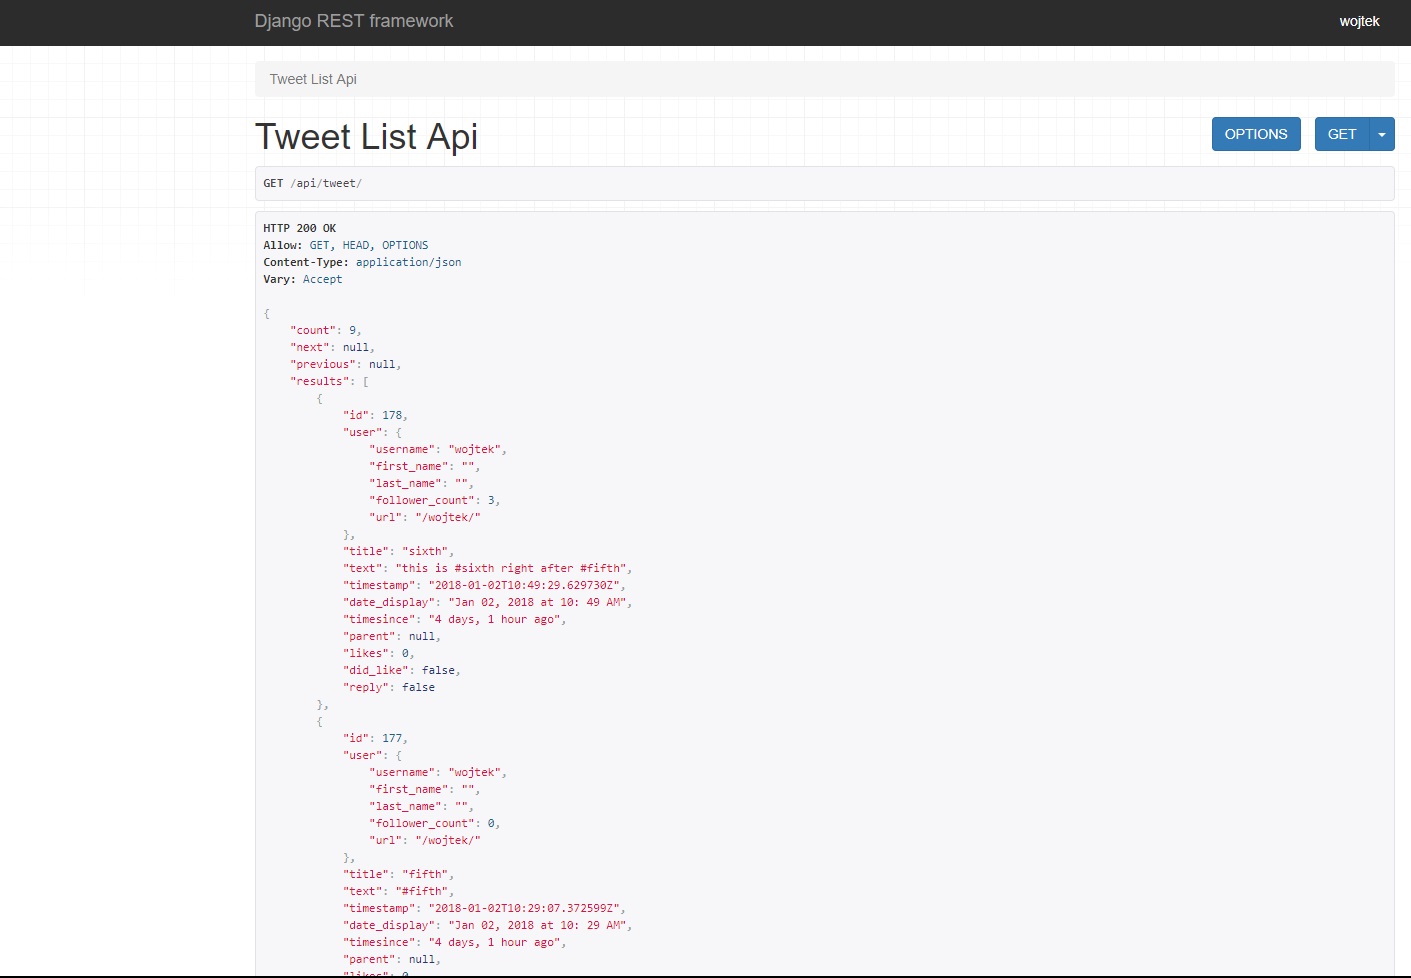 Django REST framework
wojtek
Tweet List Api
Tweet List Api
OPTIONS
GET
GET /api/tweet/
HTTP 200 OK
Allow: GET, HEAD, OPTIONS
Content-Type: application/json
Vary: Accept
{
"count": 9,
"next": null,
"previous": null,
"results": [
{
"id": 178,
"user": {
"username": "wojtek",
"first_name": "",
"last_name": "",
"follower_count": 3,
"url": "/wojtek/"
},
"title": "sixth",
"text": "this is #sixth right after #fifth",
"timestamp": "2018-01-02T10:49:29.629730Z",
"date_display": "Jan 02, 2018 at 10: 49 AM",
"timesince": "4 days, 1 hour ago",
"parent": null,
"likes": 0,
"did_like": false,
"reply": false
},
{
"id": 177,
"user": {
"username": "wojtek",
"first_name": "",
"last_name": "",
"follower_count": 0,
"url": "/wojtek/"
},
"title": "fifth",
"text": "#fifth",
"timestamp": "2018-01-02T10:29:07.372599Z",
"date_display": "Jan 02, 2018 at 10: 29 AM",
"timesince": "4 days, 1 hour ago",
"parent": null,
"likes": 0